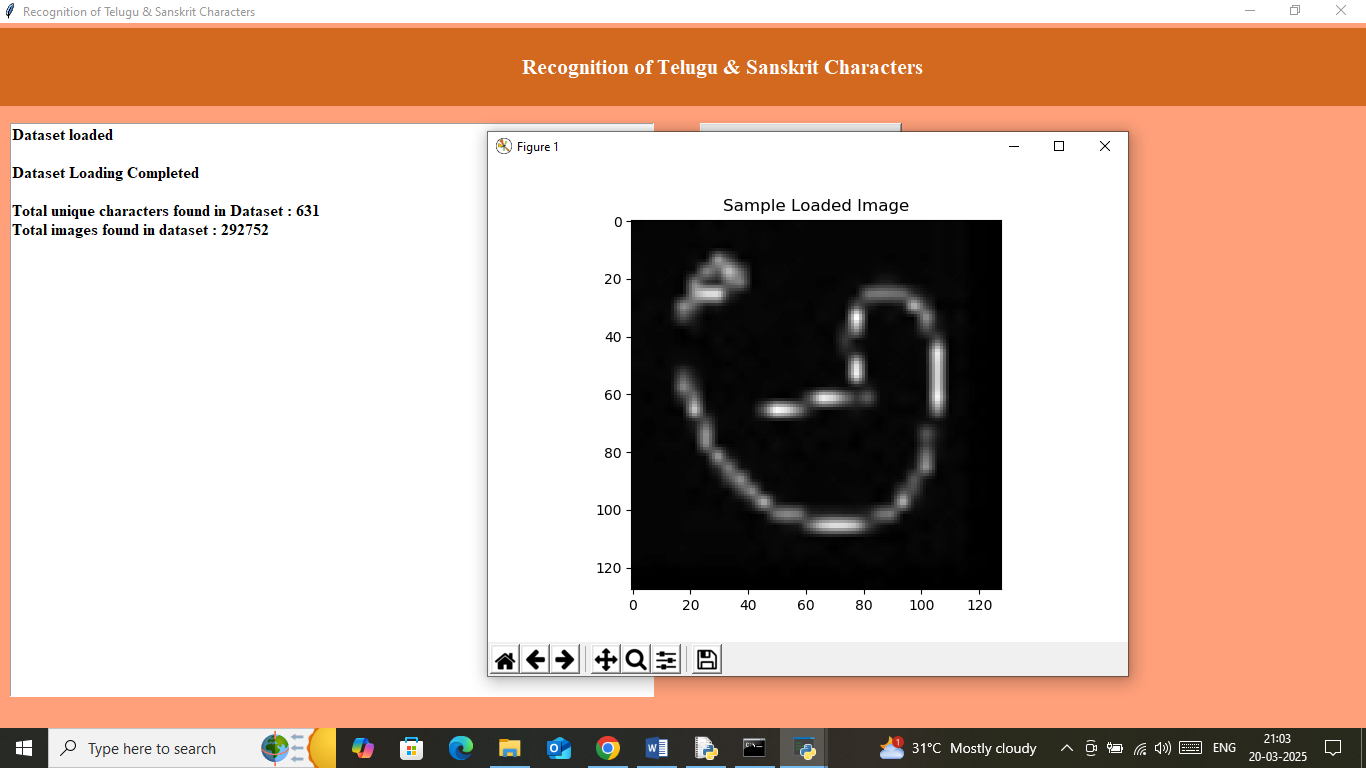 Recognition of Telugu & Sanskrit Characters
Recognition of Telugu & Sanskrit Characters
Dataset loaded
Dataset Loading Completed
Total unique characters found in Dataset : 631
Total images found in dataset : 292752
Figure 1
Sample Loaded Image
0
20
40
60
80
100
120
0 20 40 60 80 100 120
Type here to search
1
31°C Mostly cloudy
ENG
21:03
20-03-2025